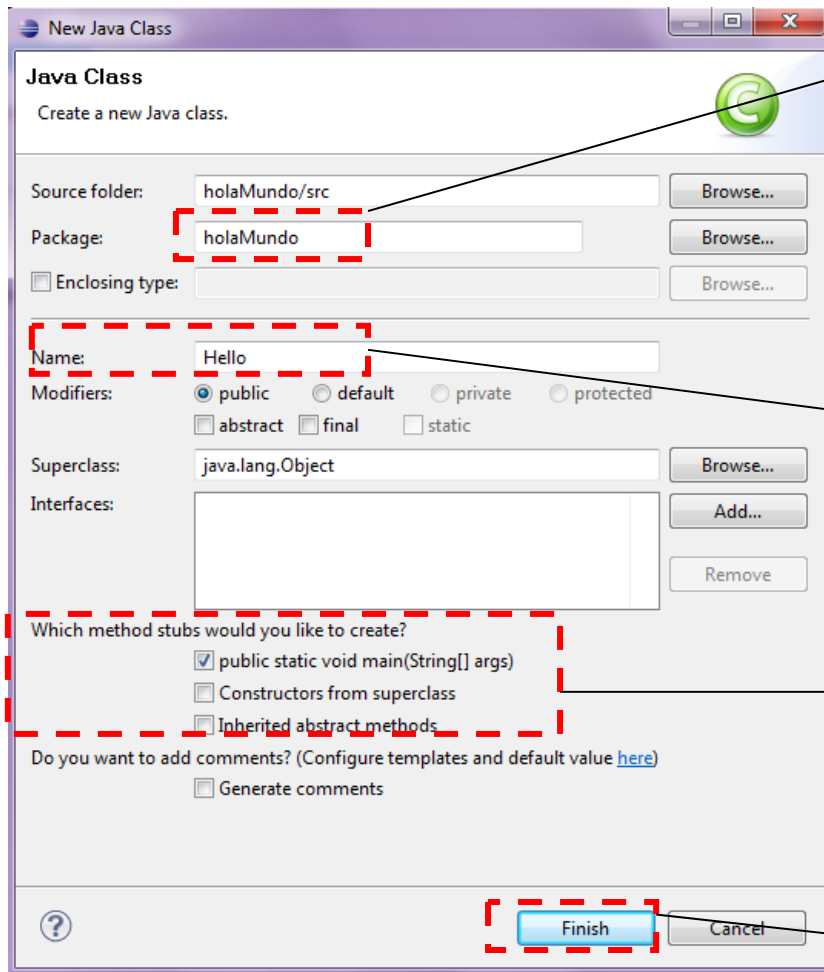 New Java Class
Java Class
Create a new Java class.
Source folder: holaMundo/src Browse...
Package: holaMundo Browse...
Enclosing type: Browse...
Name: Hello
Modifiers: public default private protected
abstract final static
Superclass: java.lang.Object Browse...
Interfaces: Add...
Remove
Which method stubs would you like to create?
public static void main(String[] args)
Constructors from superclass
Inherited abstract methods
Do you want to add comments? (Configure templates and default value here)
Generate comments
? Finish Cancel